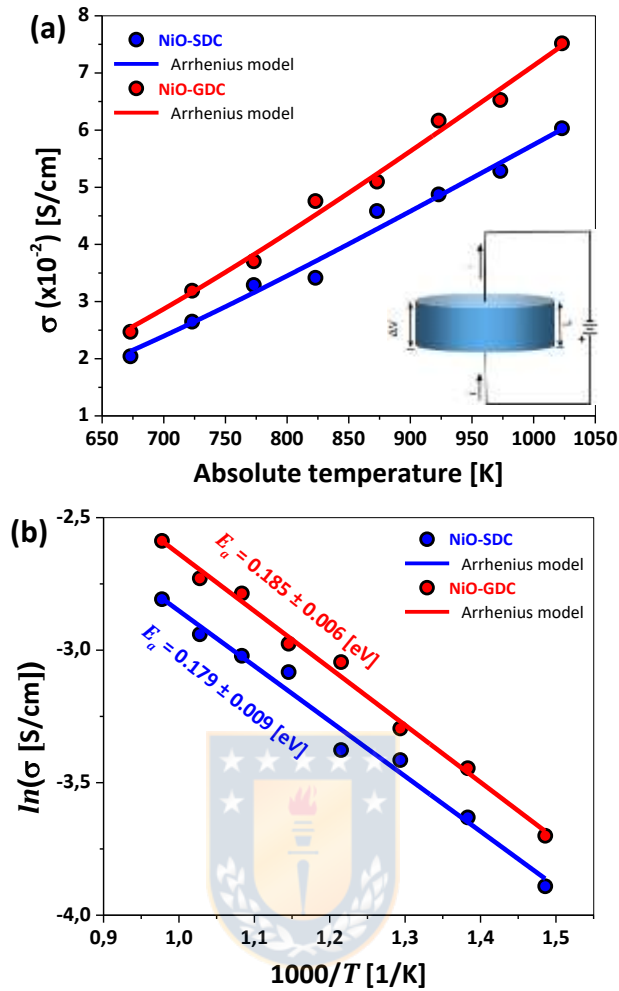 (a)
NiO-SDC
Arrhenius model
NiO-GDC
Arrhenius model
σ (x10⁻²) [S/cm]
8
7
6
5
4
3
2
1
ΔV
L
+
650 700 750 800 850 900 950 1000 1050
Absolute temperature [K]
(b)
NiO-SDC
Arrhenius model
NiO-GDC
Arrhenius model
Eₐ = 0.185 ± 0.006 [eV]
Eₐ = 0.179 ± 0.009 [eV]
ln(σ [S/cm])
-2,5
-3,0
-3,5
-4,0
0,9 1,0 1,1 1,2 1,3 1,4 1,5
1000/T [1/K]